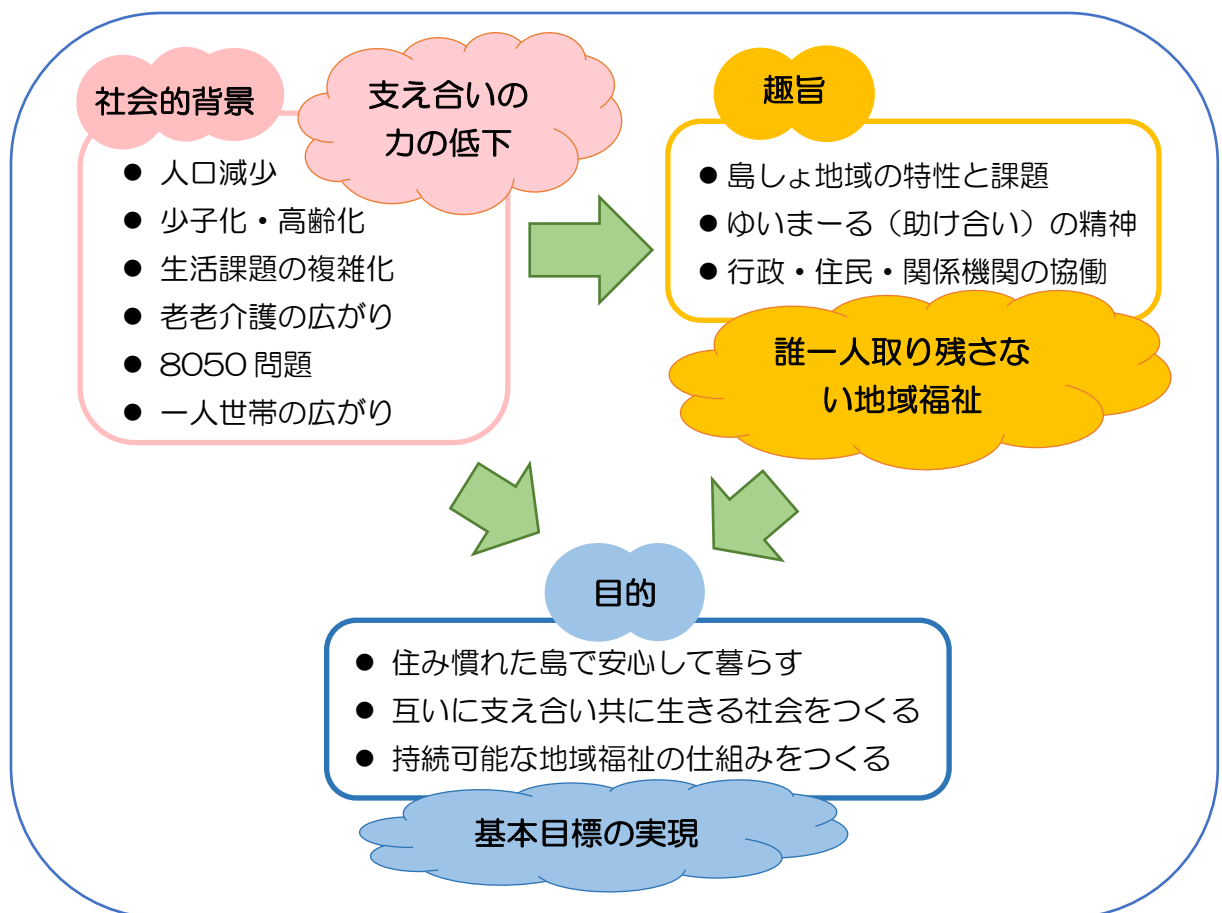 社会的背景
支え合いの
力の低下
● 人口減少
● 少子化・高齢化
● 生活課題の複雑化
● 老老介護の広がり
● 8050問題
● 一人世帯の広がり
趣旨
● 島しょ地域の特性と課題
● ゆいまーる（助け合い）の精神
● 行政・住民・関係機関の協働
誰一人取り残さな
い地域福祉
目的
● 住み慣れた島で安心して暮らす
● 互いに支え合い共に生きる社会をつくる
● 持続可能な地域福祉の仕組みをつくる
基本目標の実現